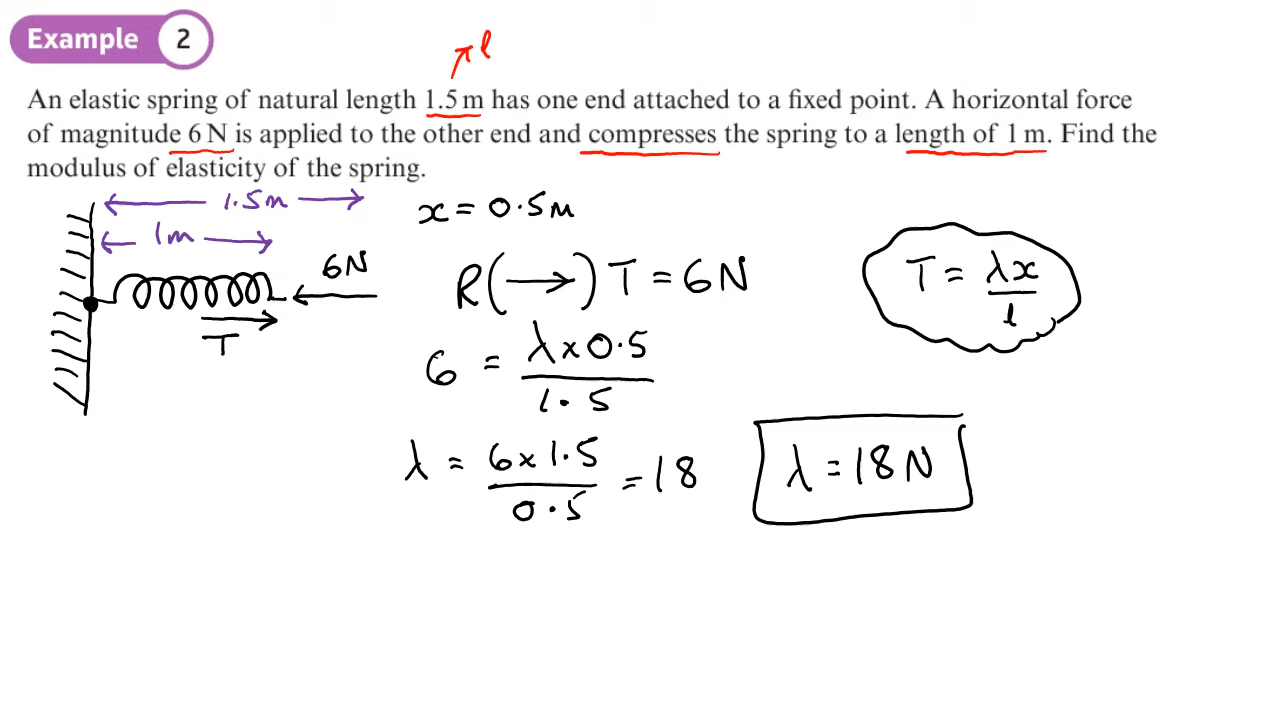 Example 2
l
An elastic spring of natural length 1.5 m has one end attached to a fixed point. A horizontal force
of magnitude 6 N is applied to the other end and compresses the spring to a length of 1 m. Find the
modulus of elasticity of the spring.
1.5m
x = 0.5m
1m
6N
R(→) T = 6N
T = λx/l
T
6 = λ×0.5/1.5
λ = 6×1.5/0.5 = 18
λ = 18N